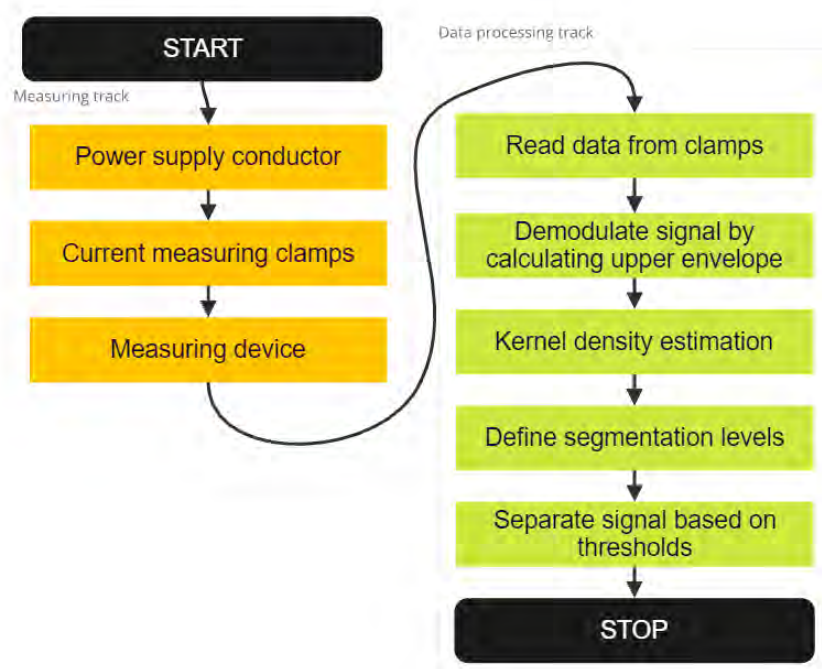 START
Measuring track
Power supply conductor
Current measuring clamps
Measuring device
Data processing track
Read data from clamps
Demodulate signal by
calculating upper envelope
Kernel density estimation
Define segmentation levels
Separate signal based on
thresholds
STOP